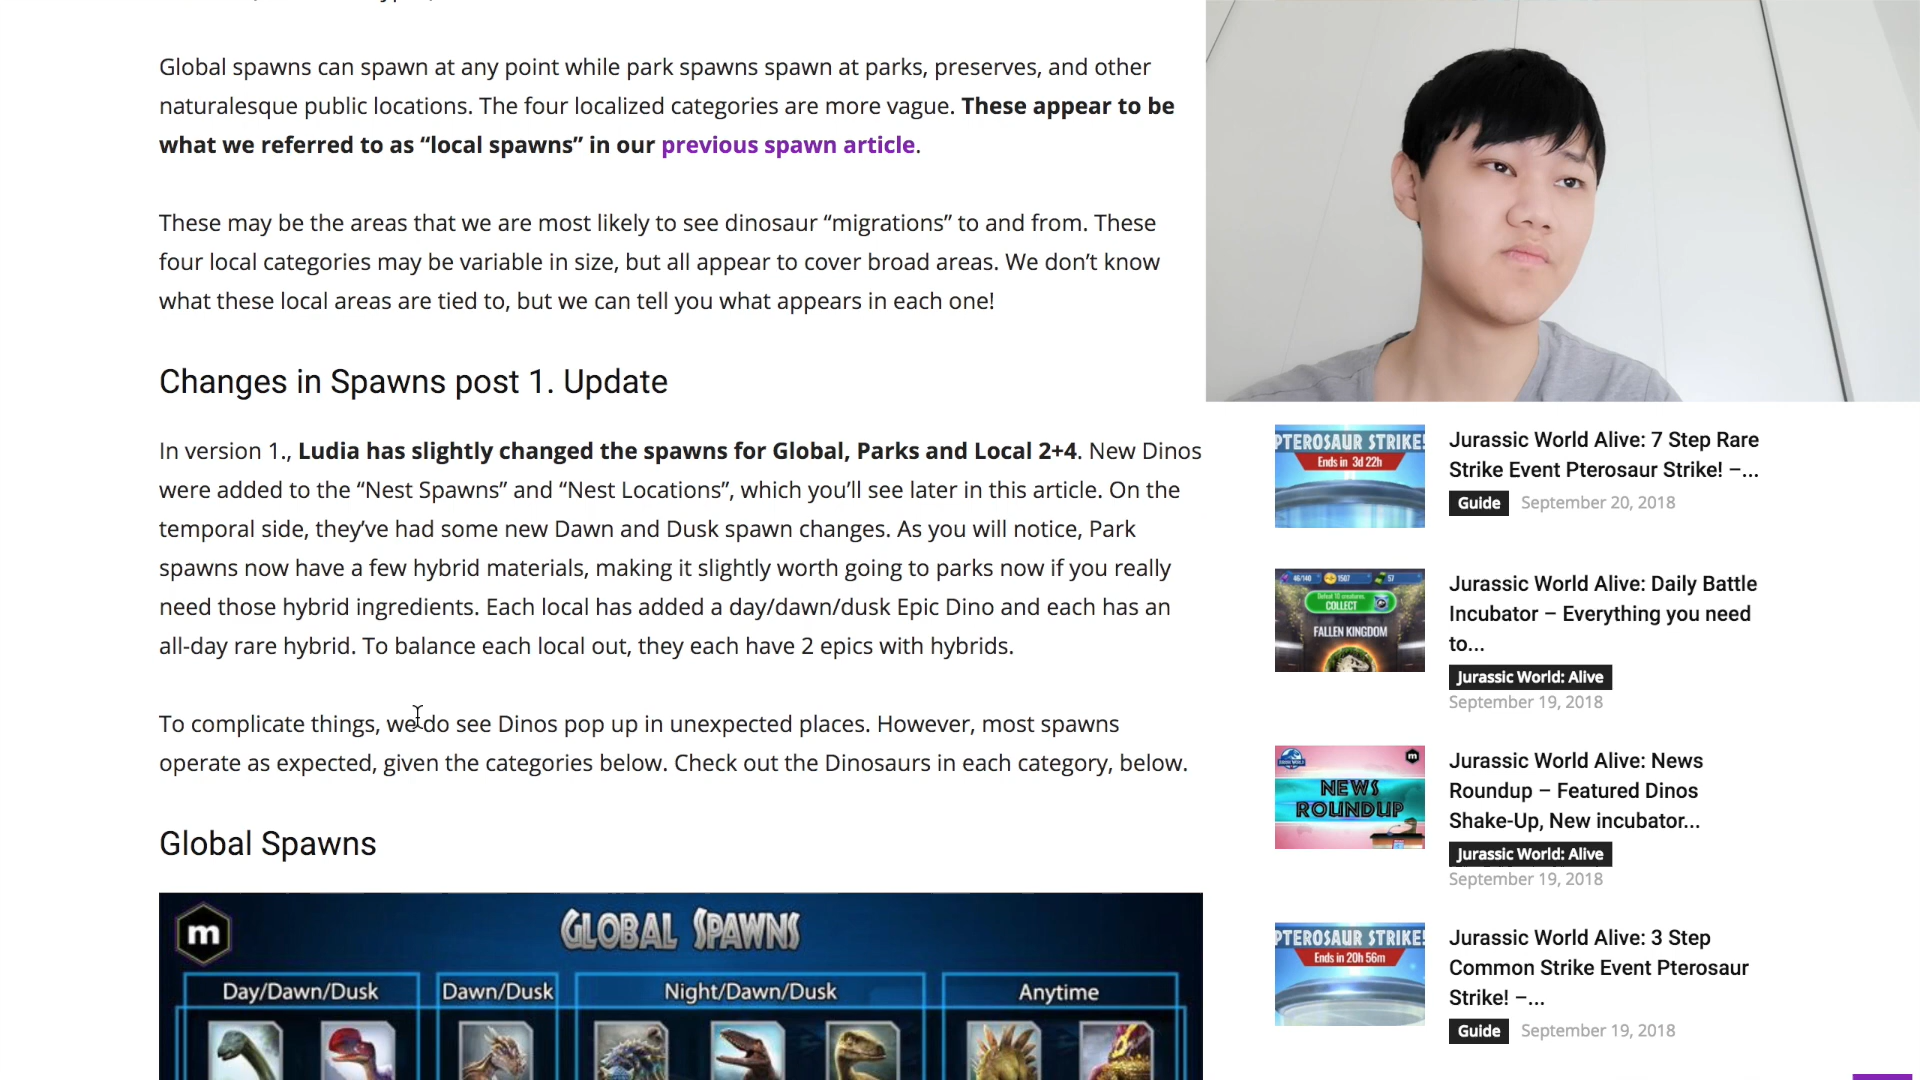 Global spawns can spawn at any point while park spawns spawn at parks, preserves, and other
naturalesque public locations. The four localized categories are more vague. These appear to be
what we referred to as “local spawns” in our previous spawn article.
These may be the areas that we are most likely to see dinosaur “migrations” to and from. These
four local categories may be variable in size, but all appear to cover broad areas. We don’t know
what these local areas are tied to, but we can tell you what appears in each one!
Changes in Spawns post 1. Update
In version 1., Ludia has slightly changed the spawns for Global, Parks and Local 2+4. New Dinos
were added to the “Nest Spawns” and “Nest Locations”, which you’ll see later in this article. On the
temporal side, they’ve had some new Dawn and Dusk spawn changes. As you will notice, Park
spawns now have a few hybrid materials, making it slightly worth going to parks now if you really
need those hybrid ingredients. Each local has added a day/dawn/dusk Epic Dino and each has an
all-day rare hybrid. To balance each local out, they each have 2 epics with hybrids.
To complicate things, we do see Dinos pop up in unexpected places. However, most spawns
operate as expected, given the categories below. Check out the Dinosaurs in each category, below.
Global Spawns
m
GLOBAL SPAWNS
Day/Dawn/Dusk
Dawn/Dusk
Night/Dawn/Dusk
Anytime
PTEROSAUR STRIKE!
Ends in 3d 22h
Jurassic World Alive: 7 Step Rare
Strike Event Pterosaur Strike! –...
Guide September 20, 2018
46/140 1507 57
Defeat 10 creatures.
COLLECT
FALLEN KINGDOM
Jurassic World Alive: Daily Battle
Incubator – Everything you need
to...
Jurassic World: Alive
September 19, 2018
m
NEWS
ROUNDUP
Jurassic World Alive: News
Roundup – Featured Dinos
Shake-Up, New incubator...
Jurassic World: Alive
September 19, 2018
PTEROSAUR STRIKE!
Ends in 20h 56m
Jurassic World Alive: 3 Step
Common Strike Event Pterosaur
Strike! –...
Guide September 19, 2018